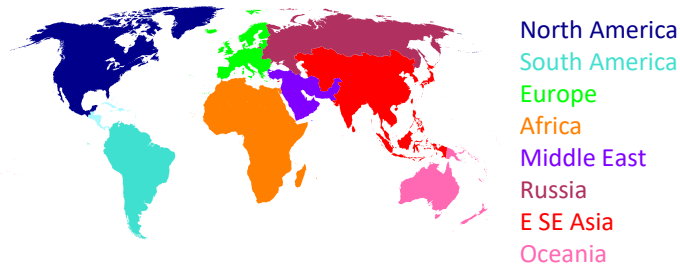 North America
South America
Europe
Africa
Middle East
Russia
E SE Asia
Oceania